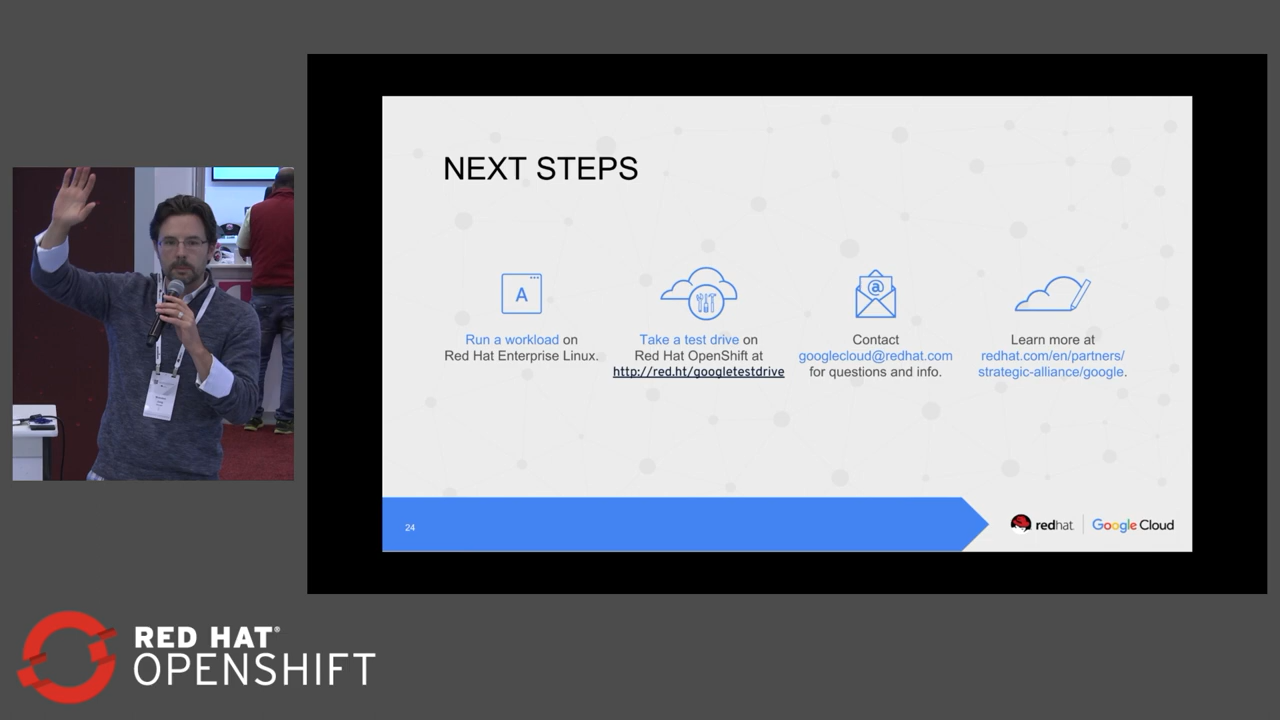 NEXT STEPS
A
Run a workload on
Red Hat Enterprise Linux.
Take a test drive on
Red Hat OpenShift at
http://red.ht/googletestdrive
@
Contact
googlecloud@redhat.com
for questions and info.
Learn more at
redhat.com/en/partners/
strategic-alliance/google.
24
redhat
Google Cloud
RED HAT®
OPENSHIFT